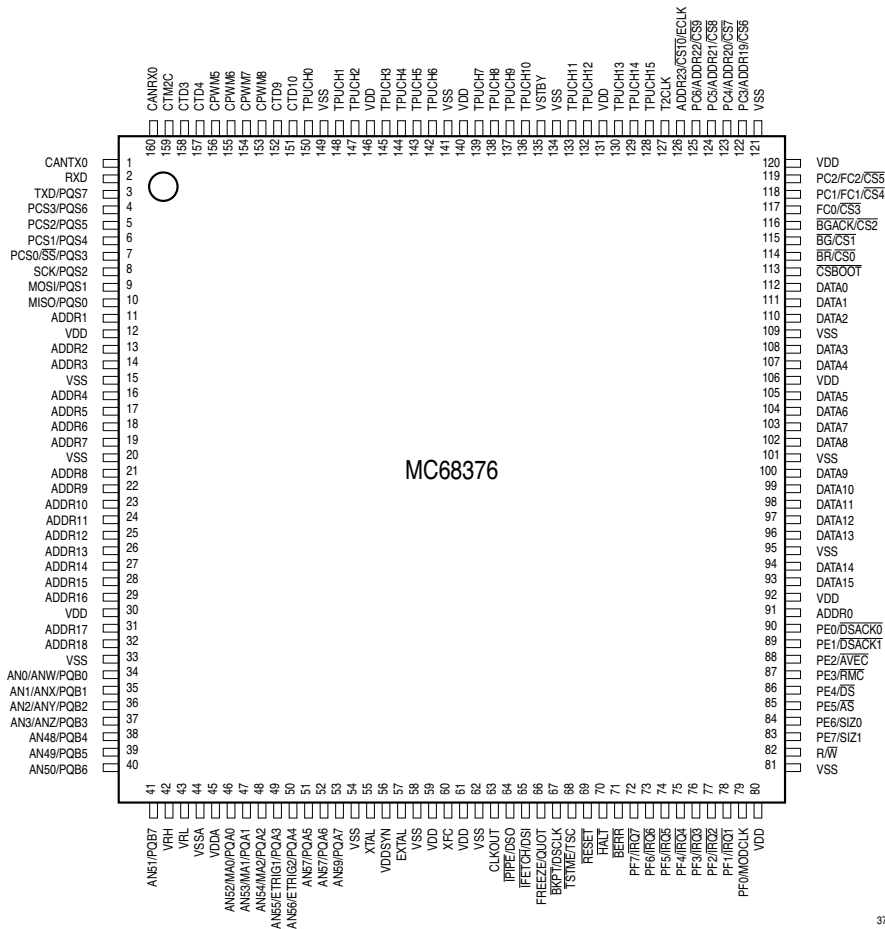 CANRX0 160
CTM2C 159
CTD3 158
CTD4 157
CPWM5 156
CPWM6 155
CPWM7 154
CPWM8 153
CTD9 152
CTD10 151
TPUCH0 150
VSS 149
TPUCH1 148
TPUCH2 147
VDD 146
TPUCH3 145
TPUCH4 144
TPUCH5 143
TPUCH6 142
VSS 141
VDD 140
TPUCH7 139
TPUCH8 138
TPUCH9 137
TPUCH10 136
VSTBY 135
VSS 134
TPUCH11 133
TPUCH12 132
VDD 131
TPUCH13 130
TPUCH14 129
TPUCH15 128
T2CLK 127
ADDR23/CS10/ECLK 126
PC6/ADDR22/CS9 125
PC5/ADDR21/CS8 124
PC4/ADDR20/CS7 123
PC3/ADDR19/CS6 122
VSS 121
CANTX0 1
RXD 2
TXD/PQS7 3
PCS3/PQS6 4
PCS2/PQS5 5
PCS1/PQS4 6
PCS0/SS/PQS3 7
SCK/PQS2 8
MOSI/PQS1 9
MISO/PQS0 10
ADDR1 11
VDD 12
ADDR2 13
ADDR3 14
VSS 15
ADDR4 16
ADDR5 17
ADDR6 18
ADDR7 19
VSS 20
ADDR8 21
ADDR9 22
ADDR10 23
ADDR11 24
ADDR12 25
ADDR13 26
ADDR14 27
ADDR15 28
ADDR16 29
VDD 30
ADDR17 31
ADDR18 32
VSS 33
AN0/ANW/PQB0 34
AN1/ANX/PQB1 35
AN2/ANY/PQB2 36
AN3/ANZ/PQB3 37
AN48/PQB4 38
AN49/PQB5 39
AN50/PQB6 40
MC68376
120 VDD
119 PC2/FC2/CS5
118 PC1/FC1/CS4
117 FC0/CS3
116 BGACK/CS2
115 BG/CS1
114 BR/CS0
113 CSBOOT
112 DATA0
111 DATA1
110 DATA2
109 VSS
108 DATA3
107 DATA4
106 VDD
105 DATA5
104 DATA6
103 DATA7
102 DATA8
101 VSS
100 DATA9
99 DATA10
98 DATA11
97 DATA12
96 DATA13
95 VSS
94 DATA14
93 DATA15
92 VDD
91 ADDR0
90 PE0/DSACK0
89 PE1/DSACK1
88 PE2/AVEC
87 PE3/RMC
86 PE4/DS
85 PE5/AS
84 PE6/SIZ0
83 PE7/SIZ1
82 R/W
81 VSS
41 AN51/PQB7
42 VRH
43 VRL
44 VSSA
45 VDDA
46 AN52/MA0/PQA0
47 AN53/MA1/PQA1
48 AN54/MA2/PQA2
49 AN55/ETRIG1/PQA3
50 AN56/ETRIG2/PQA4
51 AN57/PQA5
52 AN57/PQA6
53 AN59/PQA7
54 VSS
55 XTAL
56 VDDSYN
57 EXTAL
58 VSS
59 VDD
60 XFC
61 VDD
62 VSS
63 CLKOUT
64 IPIPE/DSO
65 IFETCH/DSI
66 FREEZE/QUOT
67 BKPT/DSCLK
68 TSTME/TSC
69 RESET
70 HALT
71 BERR
72 PF7/IRQ7
73 PF6/IRQ6
74 PF5/IRQ5
75 PF4/IRQ4
76 PF3/IRQ3
77 PF2/IRQ2
78 PF1/IRQ1
79 PF0/MODCLK
80 VDD
37